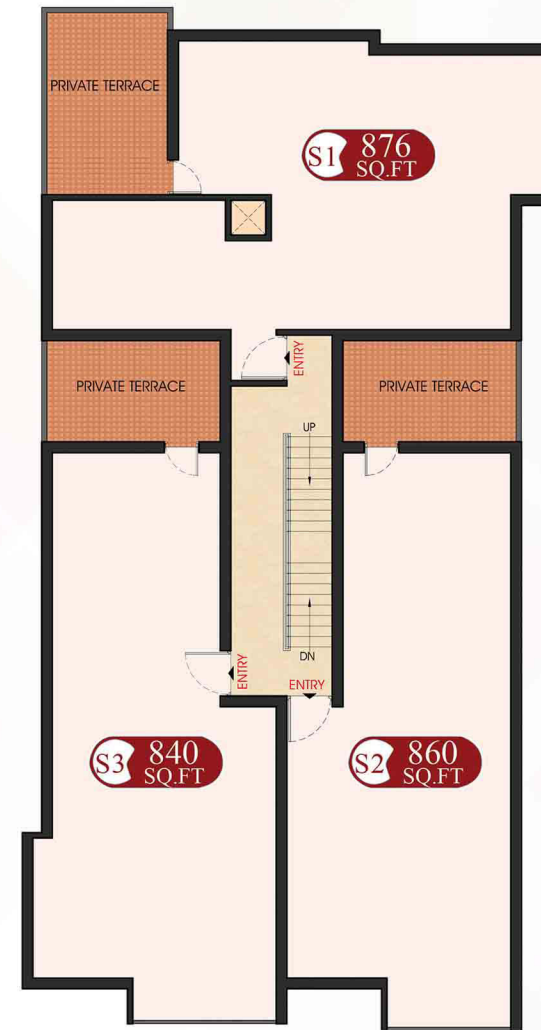 PRIVATE TERRACE
S1 876
SQ.FT
ENTRY
PRIVATE TERRACE
PRIVATE TERRACE
UP
DN
ENTRY
ENTRY
S3 840
SQ.FT
S2 860
SQ.FT